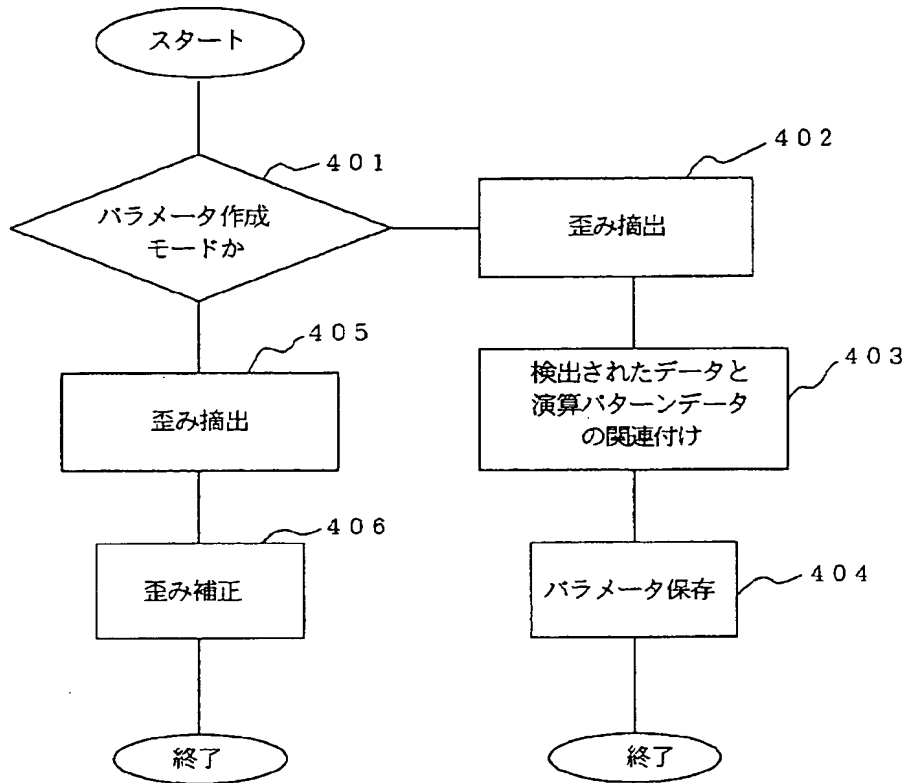 スタート
401
パラメータ作成
モードか
402
歪み摘出
403
検出されたデータと
演算パターンデータ
の関連付け
404
パラメータ保存
終了
405
歪み摘出
406
歪み補正
終了